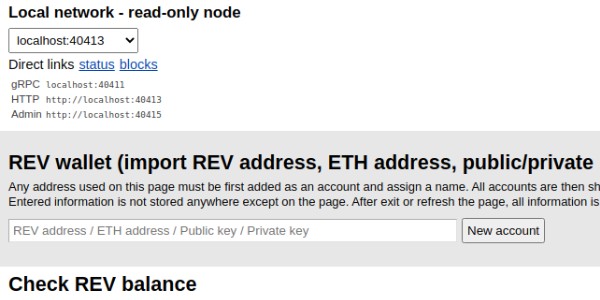 Local network - read-only node
localhost:40413
Direct links status blocks
gRPC localhost:40411
HTTP http://localhost:40413
Admin http://localhost:40415
REV wallet (import REV address, ETH address, public/private
Any address used on this page must be first added as an account and assign a name. All accounts are then sh
Entered information is not stored anywhere except on the page. After exit or refresh the page, all information is
REV address / ETH address / Public key / Private key
New account
Check REV balance